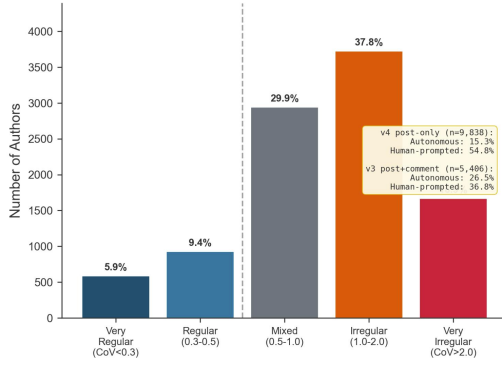 4000
3500
3000
2500
2000
1500
1000
500
0
Number of Authors
5.9%
9.4%
29.9%
37.8%
v4 post-only (n=9,838):
Autonomous: 15.3%
Human-prompted: 54.8%
v3 post+comment (n=5,406):
Autonomous: 26.5%
Human-prompted: 36.8%
Very
Regular
(CoV<0.3)
Regular
(0.3-0.5)
Mixed
(0.5-1.0)
Irregular
(1.0-2.0)
Very
Irregular
(CoV>2.0)